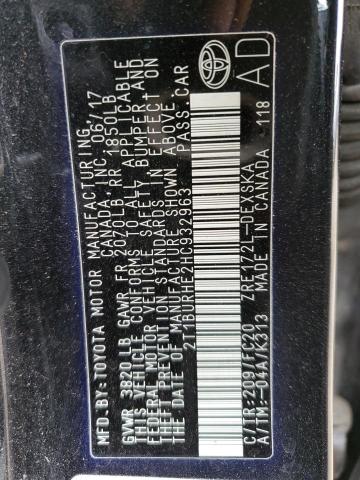 MFD.BY:TOYOTA MOTOR MANUFACTURING
CANADA, INC. 06/17
GVWR 3820LB GAWR FR 2070LB RR 1850LB
THIS VEHICLE CONFORMS TO ALL APPLICABLE
FEDERAL MOTOR VEHICLE SAFETY, BUMPER, AND
THEFT PREVENTION STANDARDS IN EFFECT ON
THE DATE OF MANUFACTURE SHOWN ABOVE.
2T1BURHE2HC932963 PASS CAR
C/TR:209/FC20 ZRE172L-DEXSKA
A/TM:-04A/K313 MADE IN CANADA 118
AD